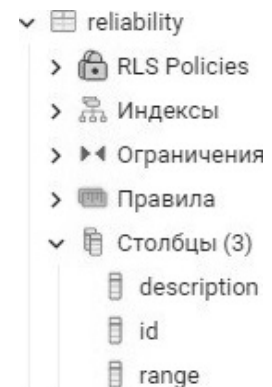 reliability
RLS Policies
Индексы
Ограничения
Правила
Столбцы (3)
description
id
range